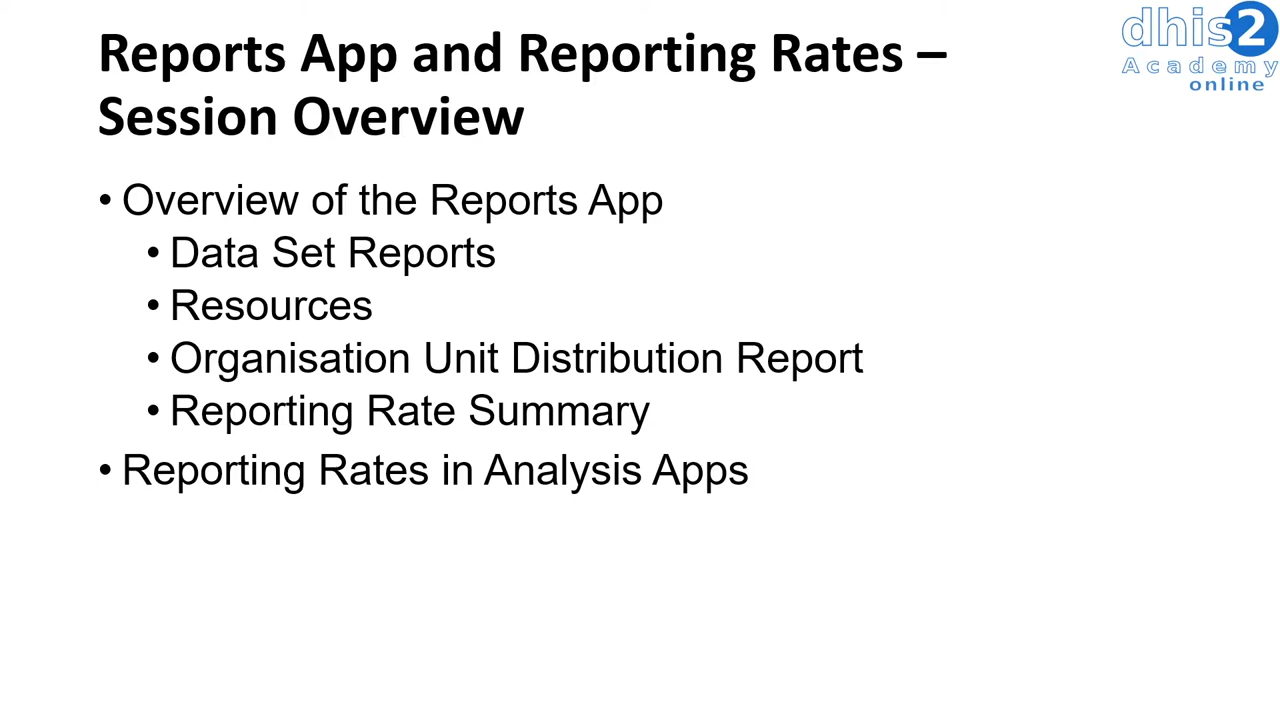 Reports App and Reporting Rates –
Session Overview
dhis2
Academy
online
• Overview of the Reports App
• Data Set Reports
• Resources
• Organisation Unit Distribution Report
• Reporting Rate Summary
• Reporting Rates in Analysis Apps